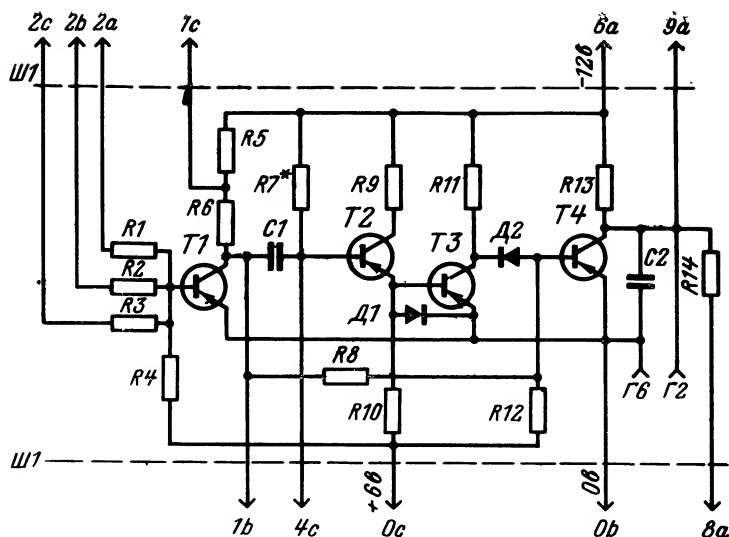 2c 2b 2a 1c 6a 9a
Ш1
-12в
R5
R7* R9 R11 R13
R6
T2 T4
R1 T1 C1 T3 Д2
R2 C2
R3 R14
Д1
R4 R8 Г6 Г2
R10 R12
Ш1
+6в 0в
1b 4c 0c 0b 8a